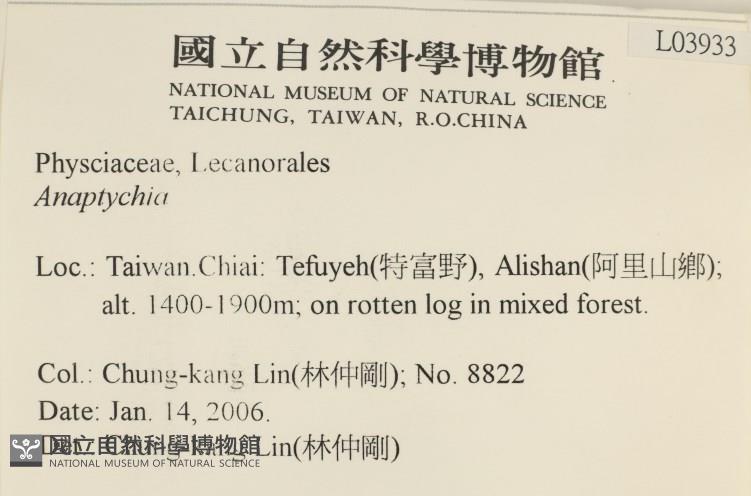 L03933
國立自然科學博物館
NATIONAL MUSEUM OF NATURAL SCIENCE
TAICHUNG, TAIWAN, R.O.CHINA
Physciaceae, Lecanorales
Anaptychia
Loc.: Taiwan.Chiai: Tefuyeh(特富野), Alishan(阿里山鄉);
alt. 1400-1900m; on rotten log in mixed forest.
Col.: Chung-kang Lin(林仲剛); No. 8822
Date: Jan. 14, 2006.
Lin(林仲剛)
國立自然科學博物館
NATIONAL MUSEUM OF NATURAL SCIENCE